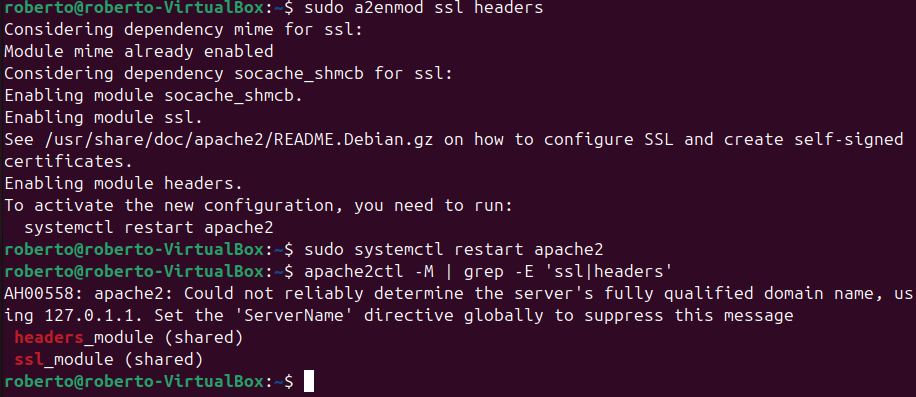 roberto@roberto-VirtualBox:~$ sudo a2enmod ssl headers
Considering dependency mime for ssl:
Module mime already enabled
Considering dependency socache_shmcb for ssl:
Enabling module socache_shmcb.
Enabling module ssl.
See /usr/share/doc/apache2/README.Debian.gz on how to configure SSL and create self-signed
certificates.
Enabling module headers.
To activate the new configuration, you need to run:
  systemctl restart apache2
roberto@roberto-VirtualBox:~$ sudo systemctl restart apache2
roberto@roberto-VirtualBox:~$ apache2ctl -M | grep -E 'ssl|headers'
AH00558: apache2: Could not reliably determine the server's fully qualified domain name, us
ing 127.0.1.1. Set the 'ServerName' directive globally to suppress this message
 headers_module (shared)
 ssl_module (shared)
roberto@roberto-VirtualBox:~$